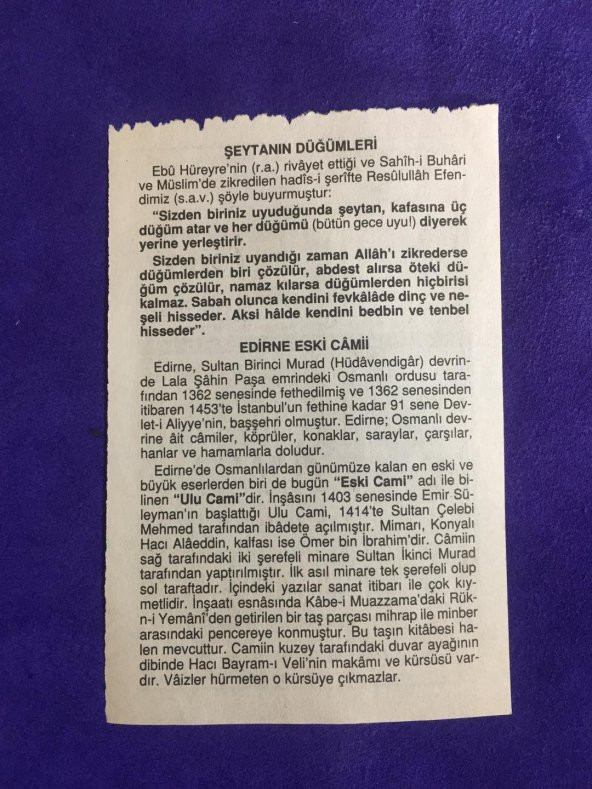 ŞEYTANIN DÜĞÜMLERİ
Ebû Hüreyre'nin (r.a.) rivâyet ettiği ve Sahîh-i Buhâri
ve Müslim'de zikredilen hadîs-i şerîfte Resûlullah Efen-
dimiz (s.a.v.) şöyle buyurmuştur:
"Sizden biriniz uyuduğunda şeytan, kafasına üç
düğüm atar ve her düğümü (bütün gece uyu!) diyerek
yerine yerleştirir.
Sizden biriniz uyandığı zaman Allâh'ı zikrederse
düğümlerden biri çözülür, abdest alırsa öteki dü-
ğüm çözülür, namaz kılarsa düğümlerden hiçbirisi
kalmaz. Sabah olunca kendini fevkalâde dinç ve ne-
şeli hisseder. Aksi hâlde kendini bedbin ve tenbel
hisseder".
EDİRNE ESKİ CÂMİİ
Edirne, Sultan Birinci Murad (Hüdâvendigâr) devrin-
de Lala Şâhin Paşa emrindeki Osmanlı ordusu tara-
fından 1362 senesinde fethedilmiş ve 1362 senesinden
itibaren 1453'te İstanbul'un fethine kadar 91 sene Dev-
let-i Aliyye'nin, başşehri olmuştur. Edirne; Osmanlı dev-
rine âit câmiler, köprüler, konaklar, saraylar, çarşılar,
hanlar ve hamamlarla doludur.
Edirne'de Osmanlılardan günümüze kalan en eski ve
büyük eserlerden biri de bugün "Eski Cami" adı ile bi-
linen "Ulu Cami"dir. İnşâsını 1403 senesinde Emir Sü-
leyman'ın başlattığı Ulu Cami, 1414'te Sultan Çelebi
Mehmed tarafından ibâdete açılmıştır. Mimarı, Konyalı
Hacı Alâeddin, kalfası ise Ömer bin İbrahim'dir. Câmiin
sağ tarafındaki iki şerefeli minare Sultan İkinci Murad
tarafından yaptırılmıştır. İlk asıl minare tek şerefeli olup
sol taraftadır. İçindeki yazılar sanat itibarı ile çok kıy-
metlidir. İnşaatı esnâsında Kâbe-i Muazzama'daki Rük-
n-i Yemânî'den getirilen bir taş parçası mihrap ile minber
arasındaki pencereye konmuştur. Bu taşın kitâbesi ha-
len mevcuttur. Camiin kuzey tarafındaki duvar ayağının
dibinde Hacı Bayram-ı Veli'nin makâmı ve kürsüsü var-
dır. Vâizler hürmeten o kürsüye çıkmazlar.